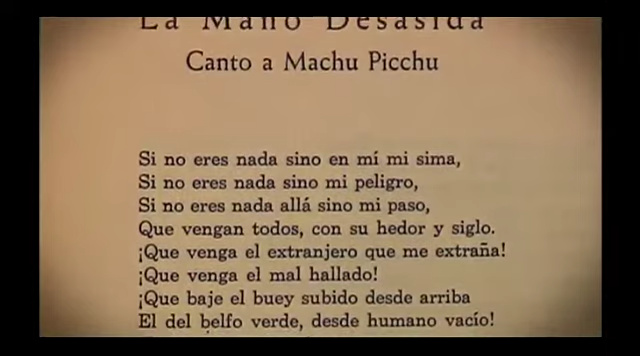 La Mano Desasida
Canto a Machu Picchu
Si no eres nada sino en mí mi sima,
Si no eres nada sino mi peligro,
Si no eres nada allá sino mi paso,
Que vengan todos, con su hedor y siglo.
¡Que venga el extranjero que me extraña!
¡Que venga el mal hallado!
¡Que baje el buey subido desde arriba
El del belfo verde, desde humano vacío!